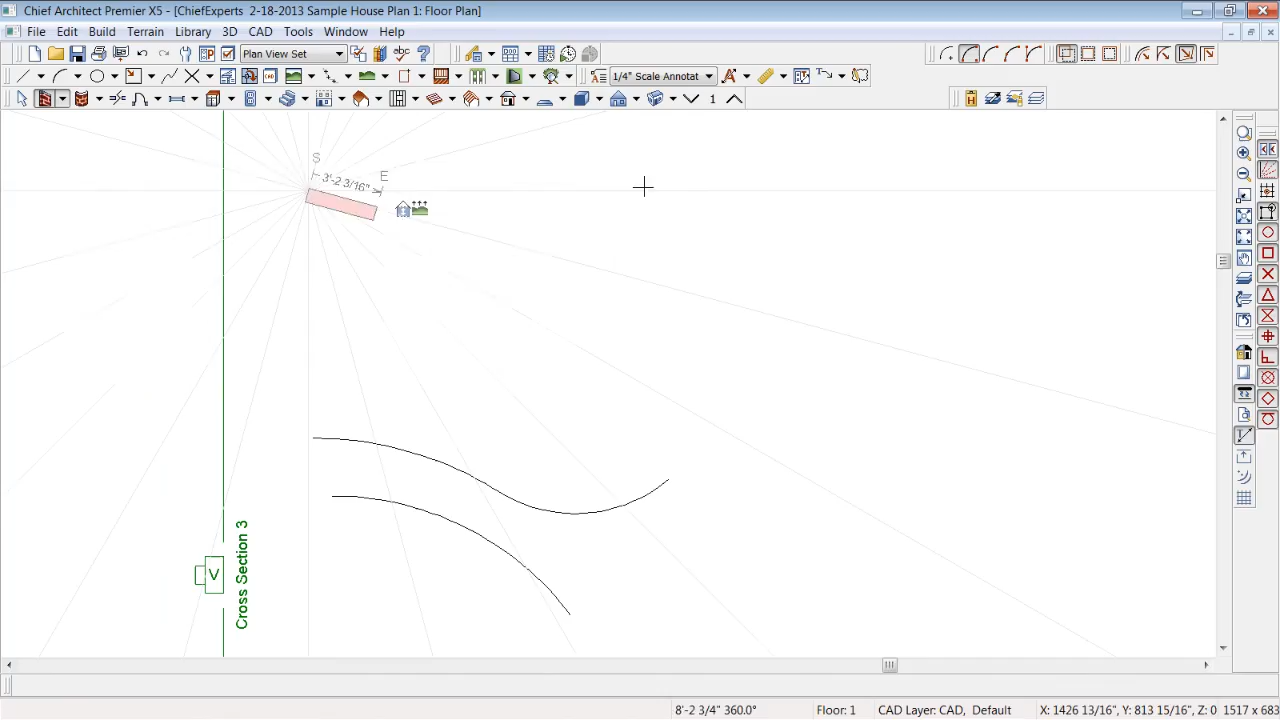 Chief Architect Premier X5 - [ChiefExperts 2-18-2013 Sample House Plan 1: Floor Plan]
File Edit Build Terrain Library 3D CAD Tools Window Help
Plan View Set
CAD 1/4" Scale Annotat A
1
S
3'-2 3/16"
E
V
Cross Section 3
8'-2 3/4" 360.0° Floor: 1 CAD Layer: CAD, Default X: 1426 13/16", Y: 813 15/16", Z: 0 1517 x 683